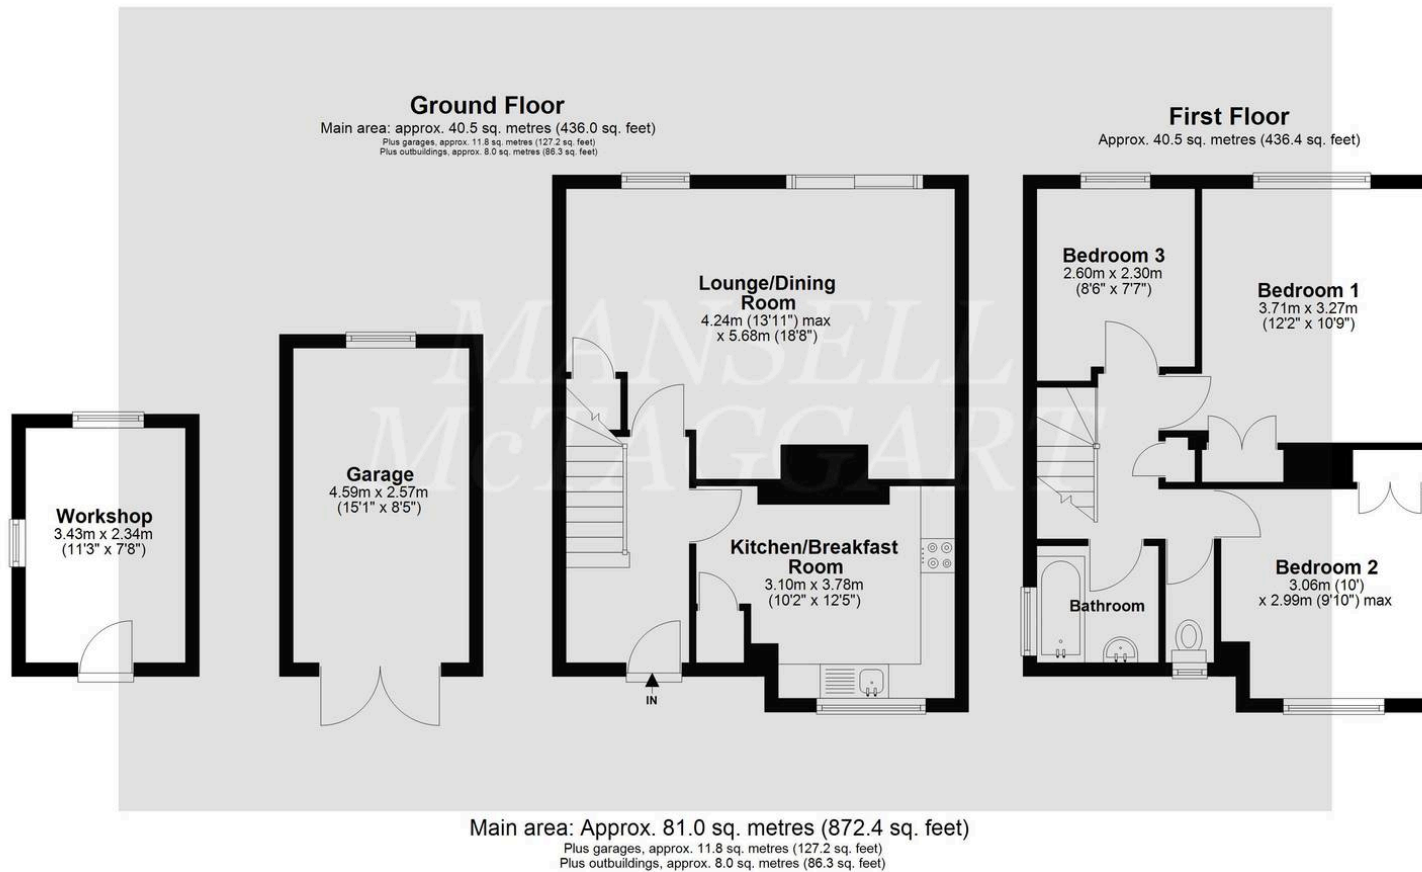 Ground Floor
Main area: approx. 40.5 sq. metres (436.0 sq. feet)
Plus garages, approx. 11.8 sq. metres (127.2 sq. feet)
Plus outbuildings, approx. 8.0 sq. metres (86.3 sq. feet)
First Floor
Approx. 40.5 sq. metres (436.4 sq. feet)
Lounge/Dining
Room
4.24m (13'11") max
x 5.68m (18'8")
Bedroom 3
2.60m x 2.30m
(8'6" x 7'7")
Bedroom 1
3.71m x 3.27m
(12'2" x 10'9")
MANSELL
McTAGGART
Garage
4.59m x 2.57m
(15'1" x 8'5")
Workshop
3.43m x 2.34m
(11'3" x 7'8")
Kitchen/Breakfast
Room
3.10m x 3.78m
(10'2" x 12'5")
Bedroom 2
3.06m (10')
x 2.99m (9'10") max
Bathroom
IN
Main area: Approx. 81.0 sq. metres (872.4 sq. feet)
Plus garages, approx. 11.8 sq. metres (127.2 sq. feet)
Plus outbuildings, approx. 8.0 sq. metres (86.3 sq. feet)